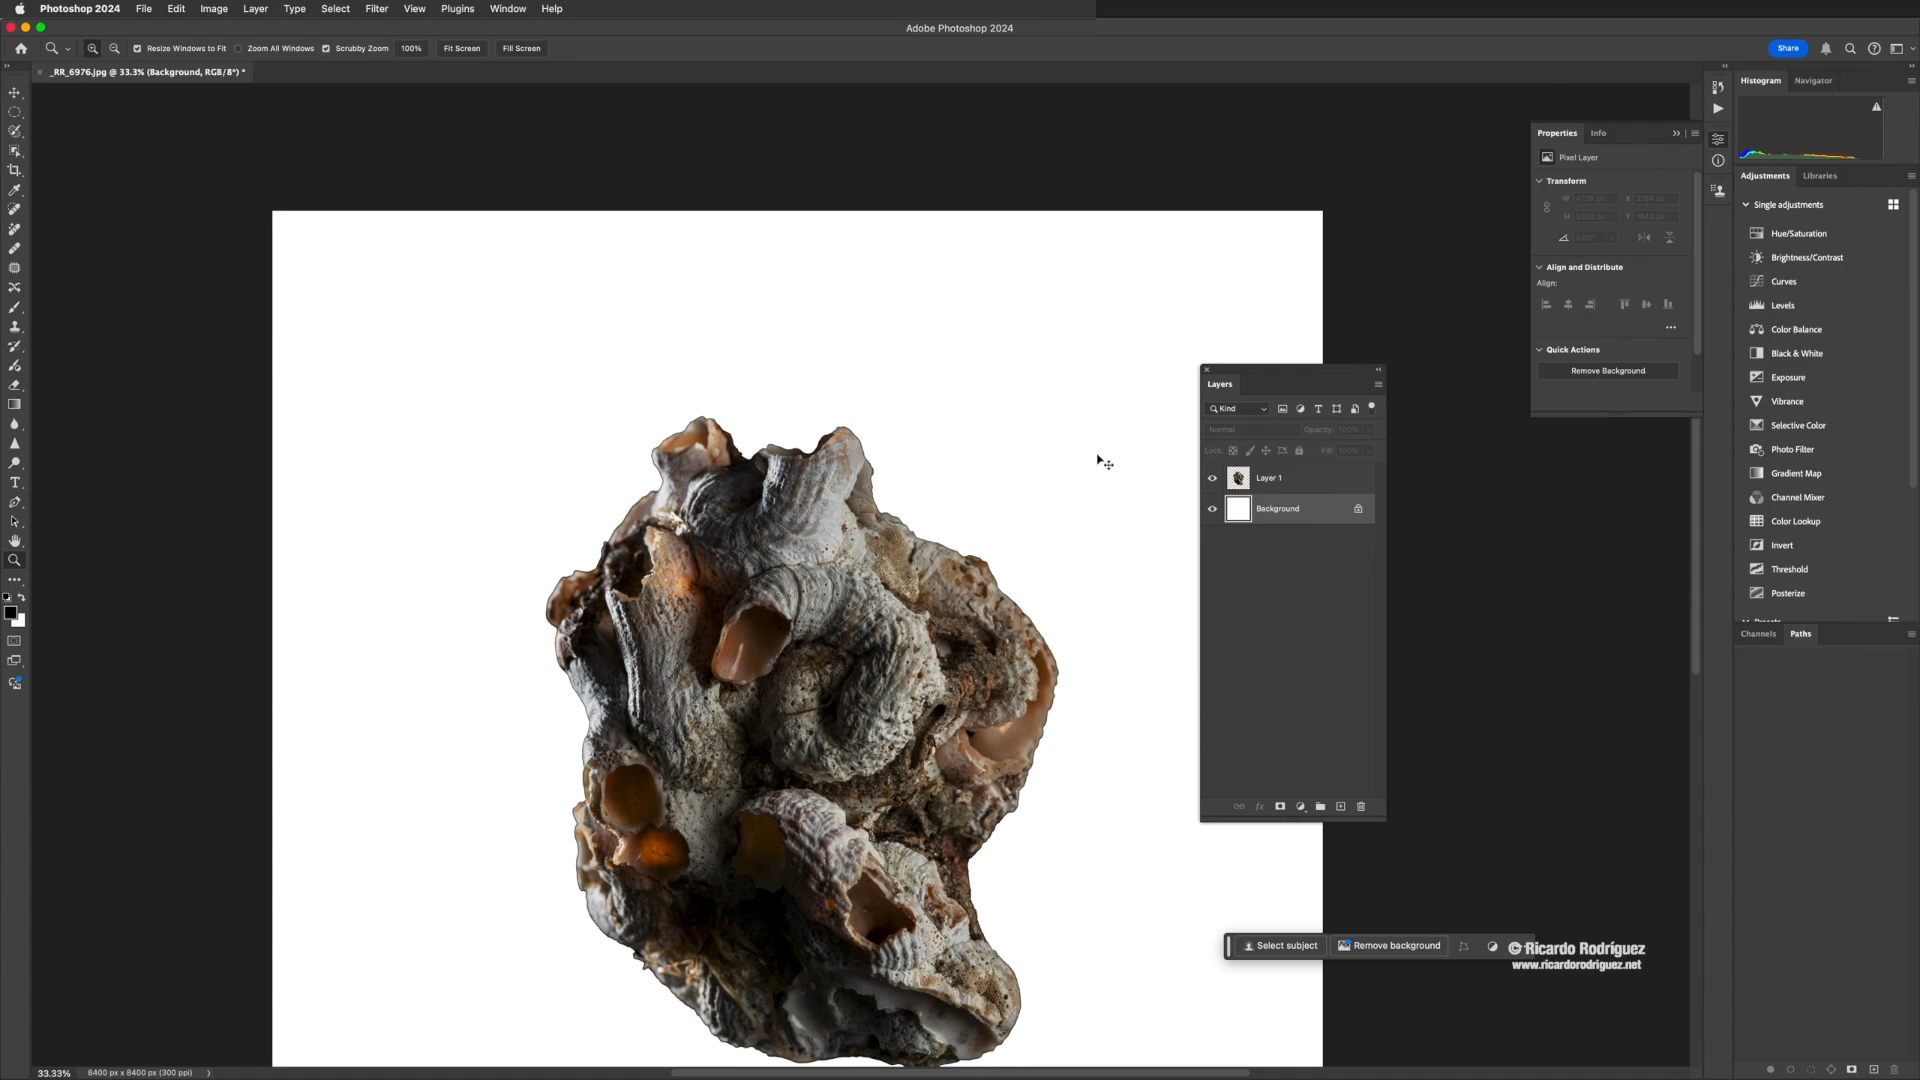 Photoshop 2024 File Edit Image Layer Type Select Filter View Plugins Window Help
Adobe Photoshop 2024
Resize Windows to Fit Zoom All Windows Scrubby Zoom 100% Fit Screen Fill Screen Share
_RR_6976.jpg @ 33.3% (Background, RGB/8*) *
Histogram Navigator
Properties Info
Pixel Layer
Transform
W X
H Y
Align and Distribute
Align:
Quick Actions
Remove Background
Adjustments Libraries
Single adjustments
Hue/Saturation
Brightness/Contrast
Curves
Levels
Color Balance
Black & White
Exposure
Vibrance
Selective Color
Photo Filter
Gradient Map
Channel Mixer
Color Lookup
Invert
Threshold
Posterize
Channels Paths
Layers
Kind
Normal Opacity: 100%
Lock: Fill: 100%
Layer 1
Background
Select subject Remove background
© Ricardo Rodríguez
www.ricardorodriguez.net
33.33% 8400 px x 8400 px (300 ppi)